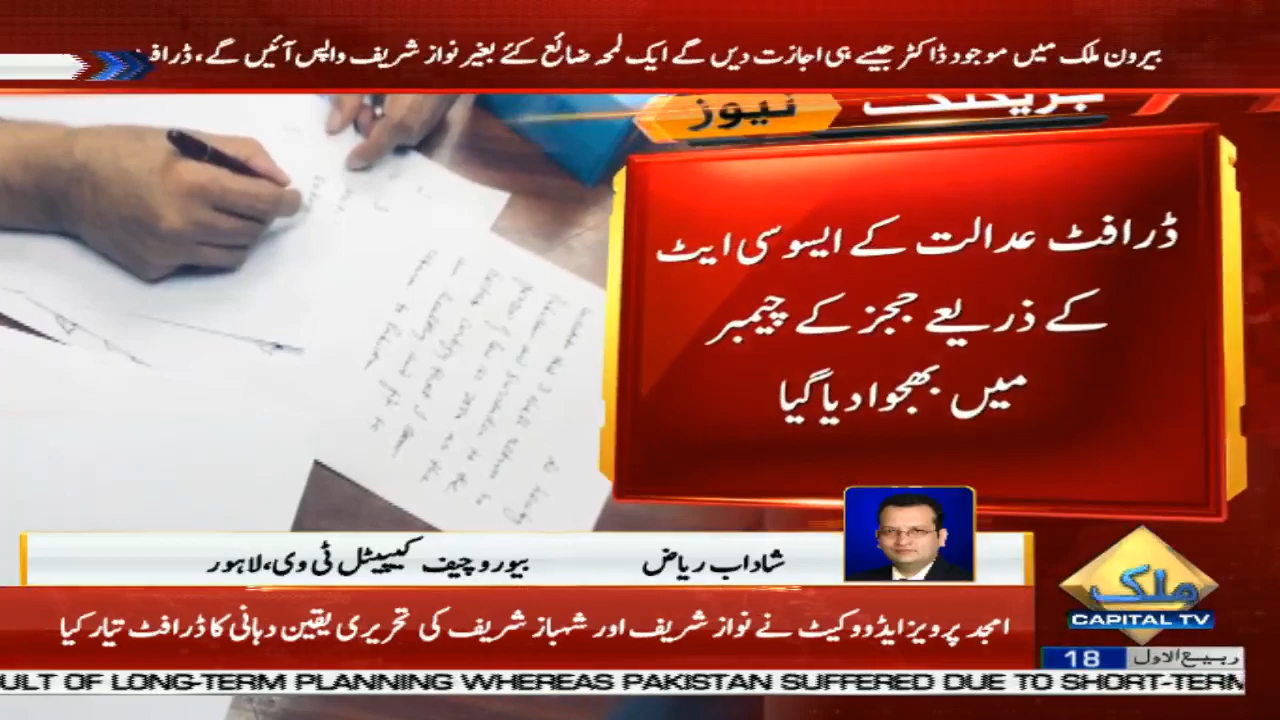 بیرون ملک میں موجود ڈاکٹر جیسے ہی اجازت دیں گے ایک لمحہ ضائع کئے بغیر نواز شریف واپس آئیں گے، ڈراف
بریکنگ نیوز
ڈرافٹ عدالت کے ایسوسی ایٹ
کے ذریعے ججز کے چیمبر
میں بھجوا دیا گیا
شاداب ریاض بیورو چیف کیپیٹل ٹی وی، لاہور
امجد پرویز ایڈووکیٹ نے نواز شریف اور شہباز شریف کی تحریری یقین دہانی کا ڈرافٹ تیار کیا
ملک
CAPITAL TV
18 ربیع الاول
ULT OF LONG-TERM PLANNING WHEREAS PAKISTAN SUFFERED DUE TO SHORT-TERM